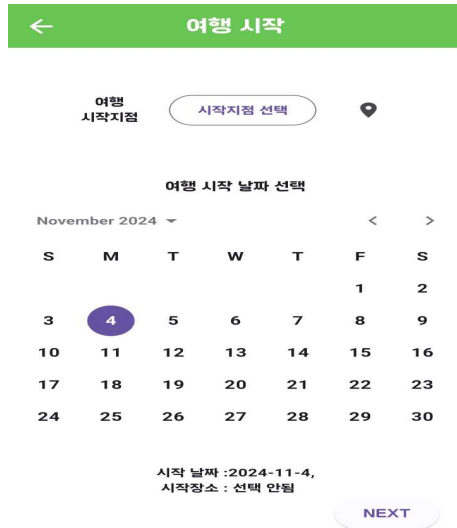 여행 시작
여행
시작지점
시작지점 선택
여행 시작 날짜 선택
November 2024
S M T W T F S
1 2
3 4 5 6 7 8 9
10 11 12 13 14 15 16
17 18 19 20 21 22 23
24 25 26 27 28 29 30
시작 날짜 :2024-11-4,
시작장소 : 선택 안됨
NEXT